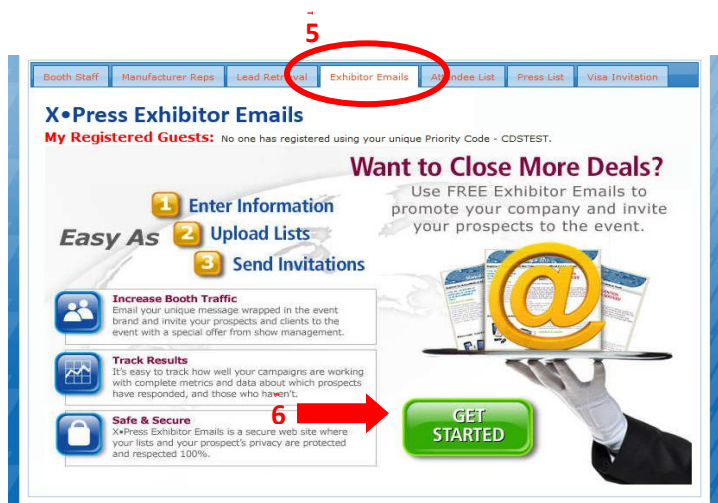 5
Booth Staff
Manufacturer Reps
Lead Retrieval
Exhibitor Emails
Attendee List
Press List
Visa Invitation
X•Press Exhibitor Emails
My Registered Guests: No one has registered using your unique Priority Code - CDSTEST.
Want to Close More Deals?
Use FREE Exhibitor Emails to
promote your company and invite
your prospects to the event.
Easy As
1 Enter Information
2 Upload Lists
3 Send Invitations
Increase Booth Traffic
Email your unique message wrapped in the event
brand and invite your prospects and clients to the
event with a special offer from show management.
Track Results
It's easy to track how well your campaigns are working
with complete metrics and data about which prospects
have responded, and those who haven't.
6
Safe & Secure
X•Press Exhibitor Emails is a secure web site where
your lists and your prospect's privacy are protected
and respected 100%.
@
GET
STARTED